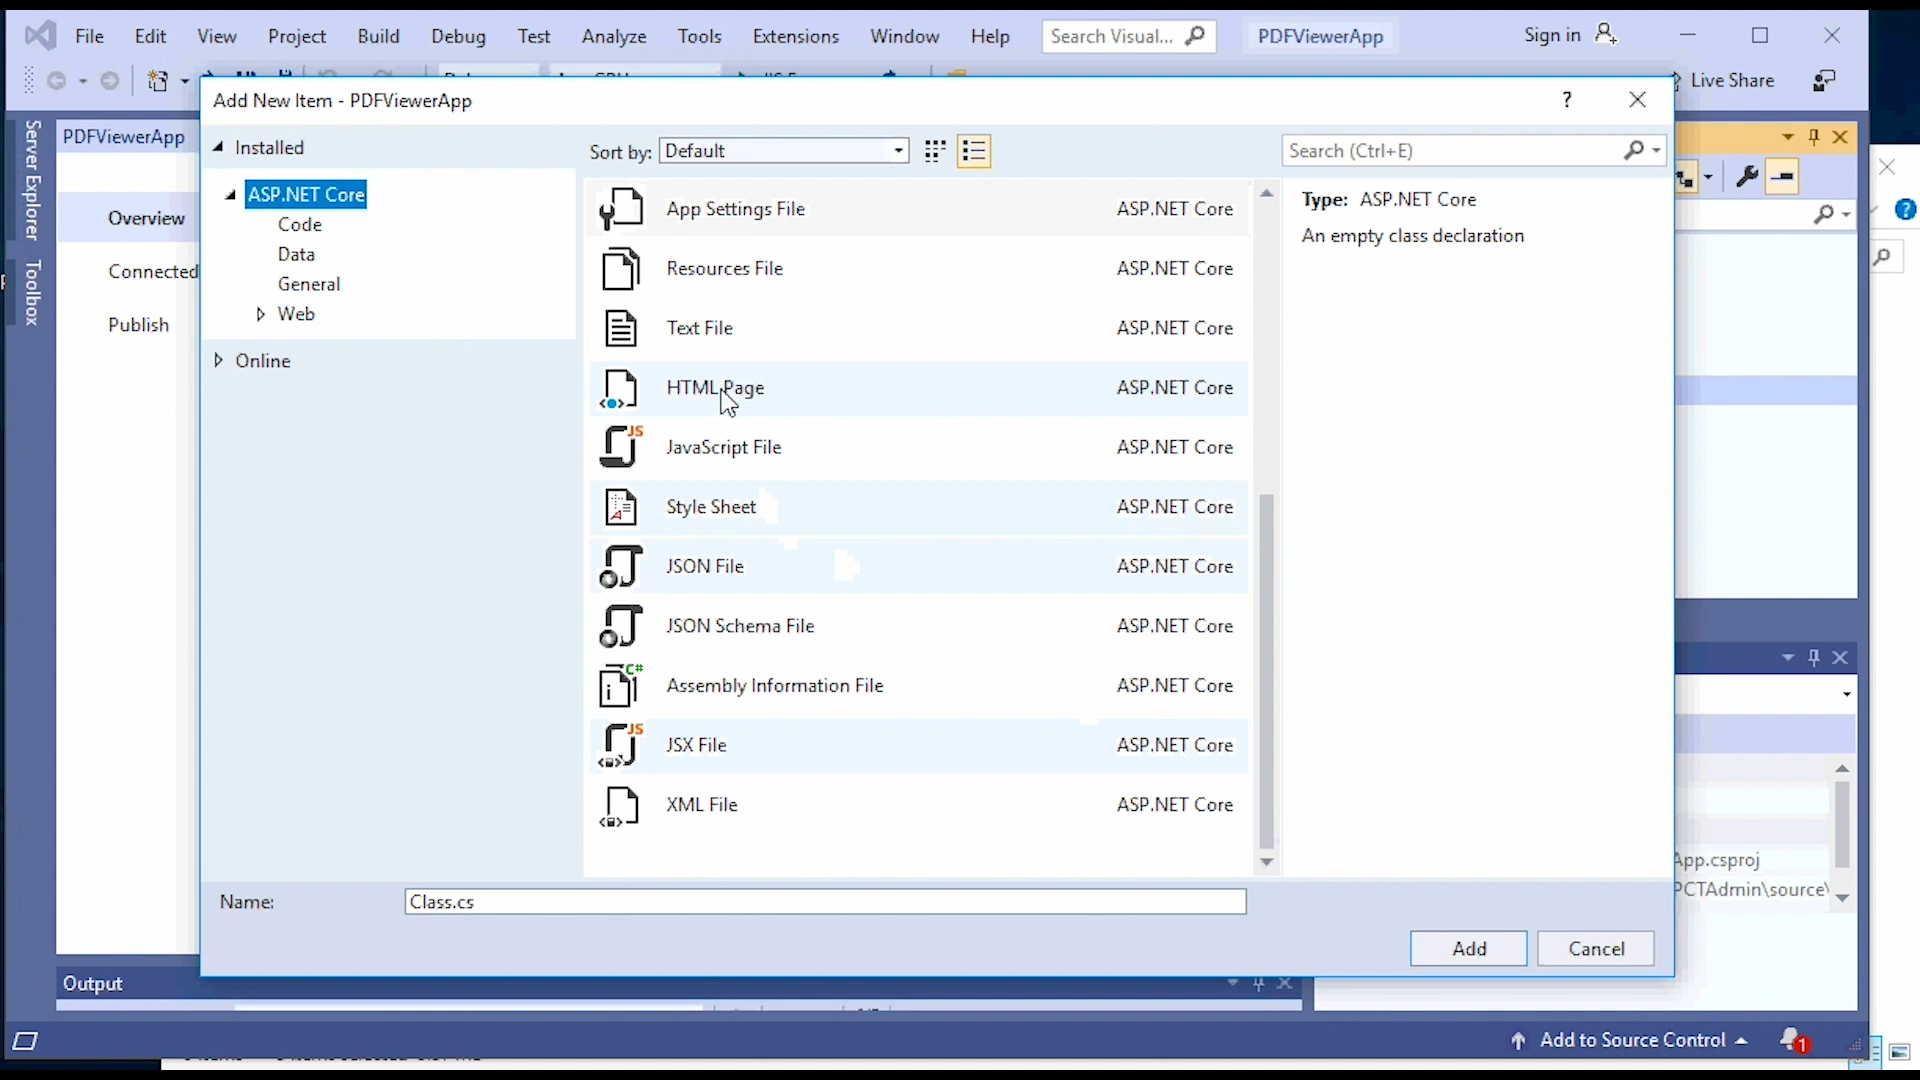 File Edit View Project Build Debug Test Analyze Tools Extensions Window Help Search Visual... PDFViewerApp Sign in
Live Share
Add New Item - PDFViewerApp ?
Server Explorer
Toolbox
PDFViewerApp
Overview
Connected
Publish
Installed
ASP.NET Core
Code
Data
General
Web
Online
Sort by: Default
Search (Ctrl+E)
App Settings File ASP.NET Core
Resources File ASP.NET Core
Text File ASP.NET Core
HTML Page ASP.NET Core
JS JavaScript File ASP.NET Core
Style Sheet ASP.NET Core
JSON File ASP.NET Core
JSON Schema File ASP.NET Core
C# Assembly Information File ASP.NET Core
JS JSX File ASP.NET Core
XML File ASP.NET Core
Type: ASP.NET Core
An empty class declaration
?
App.csproj
PCTAdmin\source\
Name: Class.cs
Add Cancel
Output
Add to Source Control 1